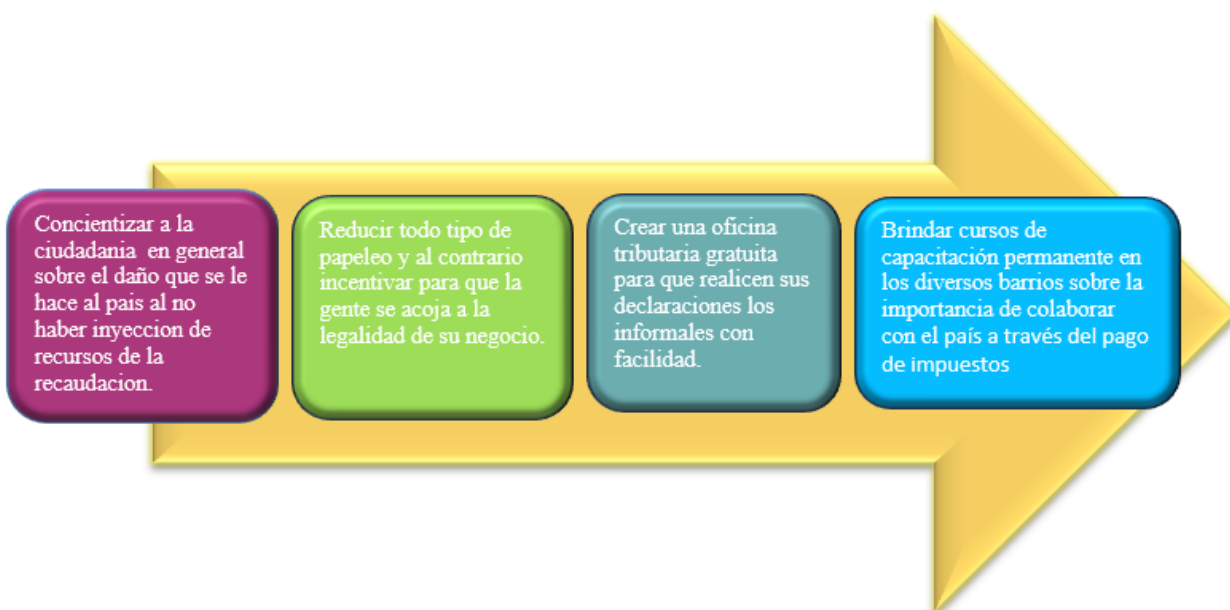 Concientizar a la
ciudadania en general
sobre el daño que se le
hace al pais al no
haber inyeccion de
recursos de la
recaudacion.
Reducir todo tipo de
papeleo y al contrario
incentivar para que la
gente se acoja a la
legalidad de su negocio.
Crear una oficina
tributaria gratuita
para que realicen sus
declaraciones los
informales con
facilidad.
Brindar cursos de
capacitación permanente en
los diversos barrios sobre la
importancia de colaborar
con el país a través del pago
de impuestos